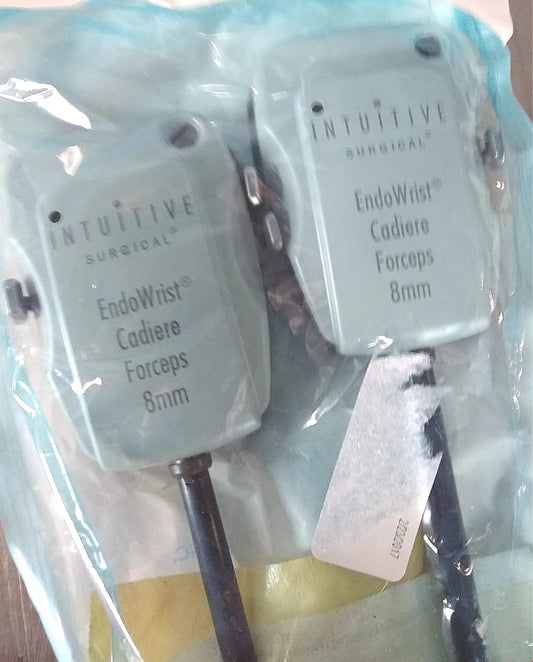 INTUITIVE
SURGICAL®
EndoWrist®
Cadiere
Forceps
8mm
INTUITIVE
SURGICAL®
EndoWrist®
Cadiere
Forceps
8mm